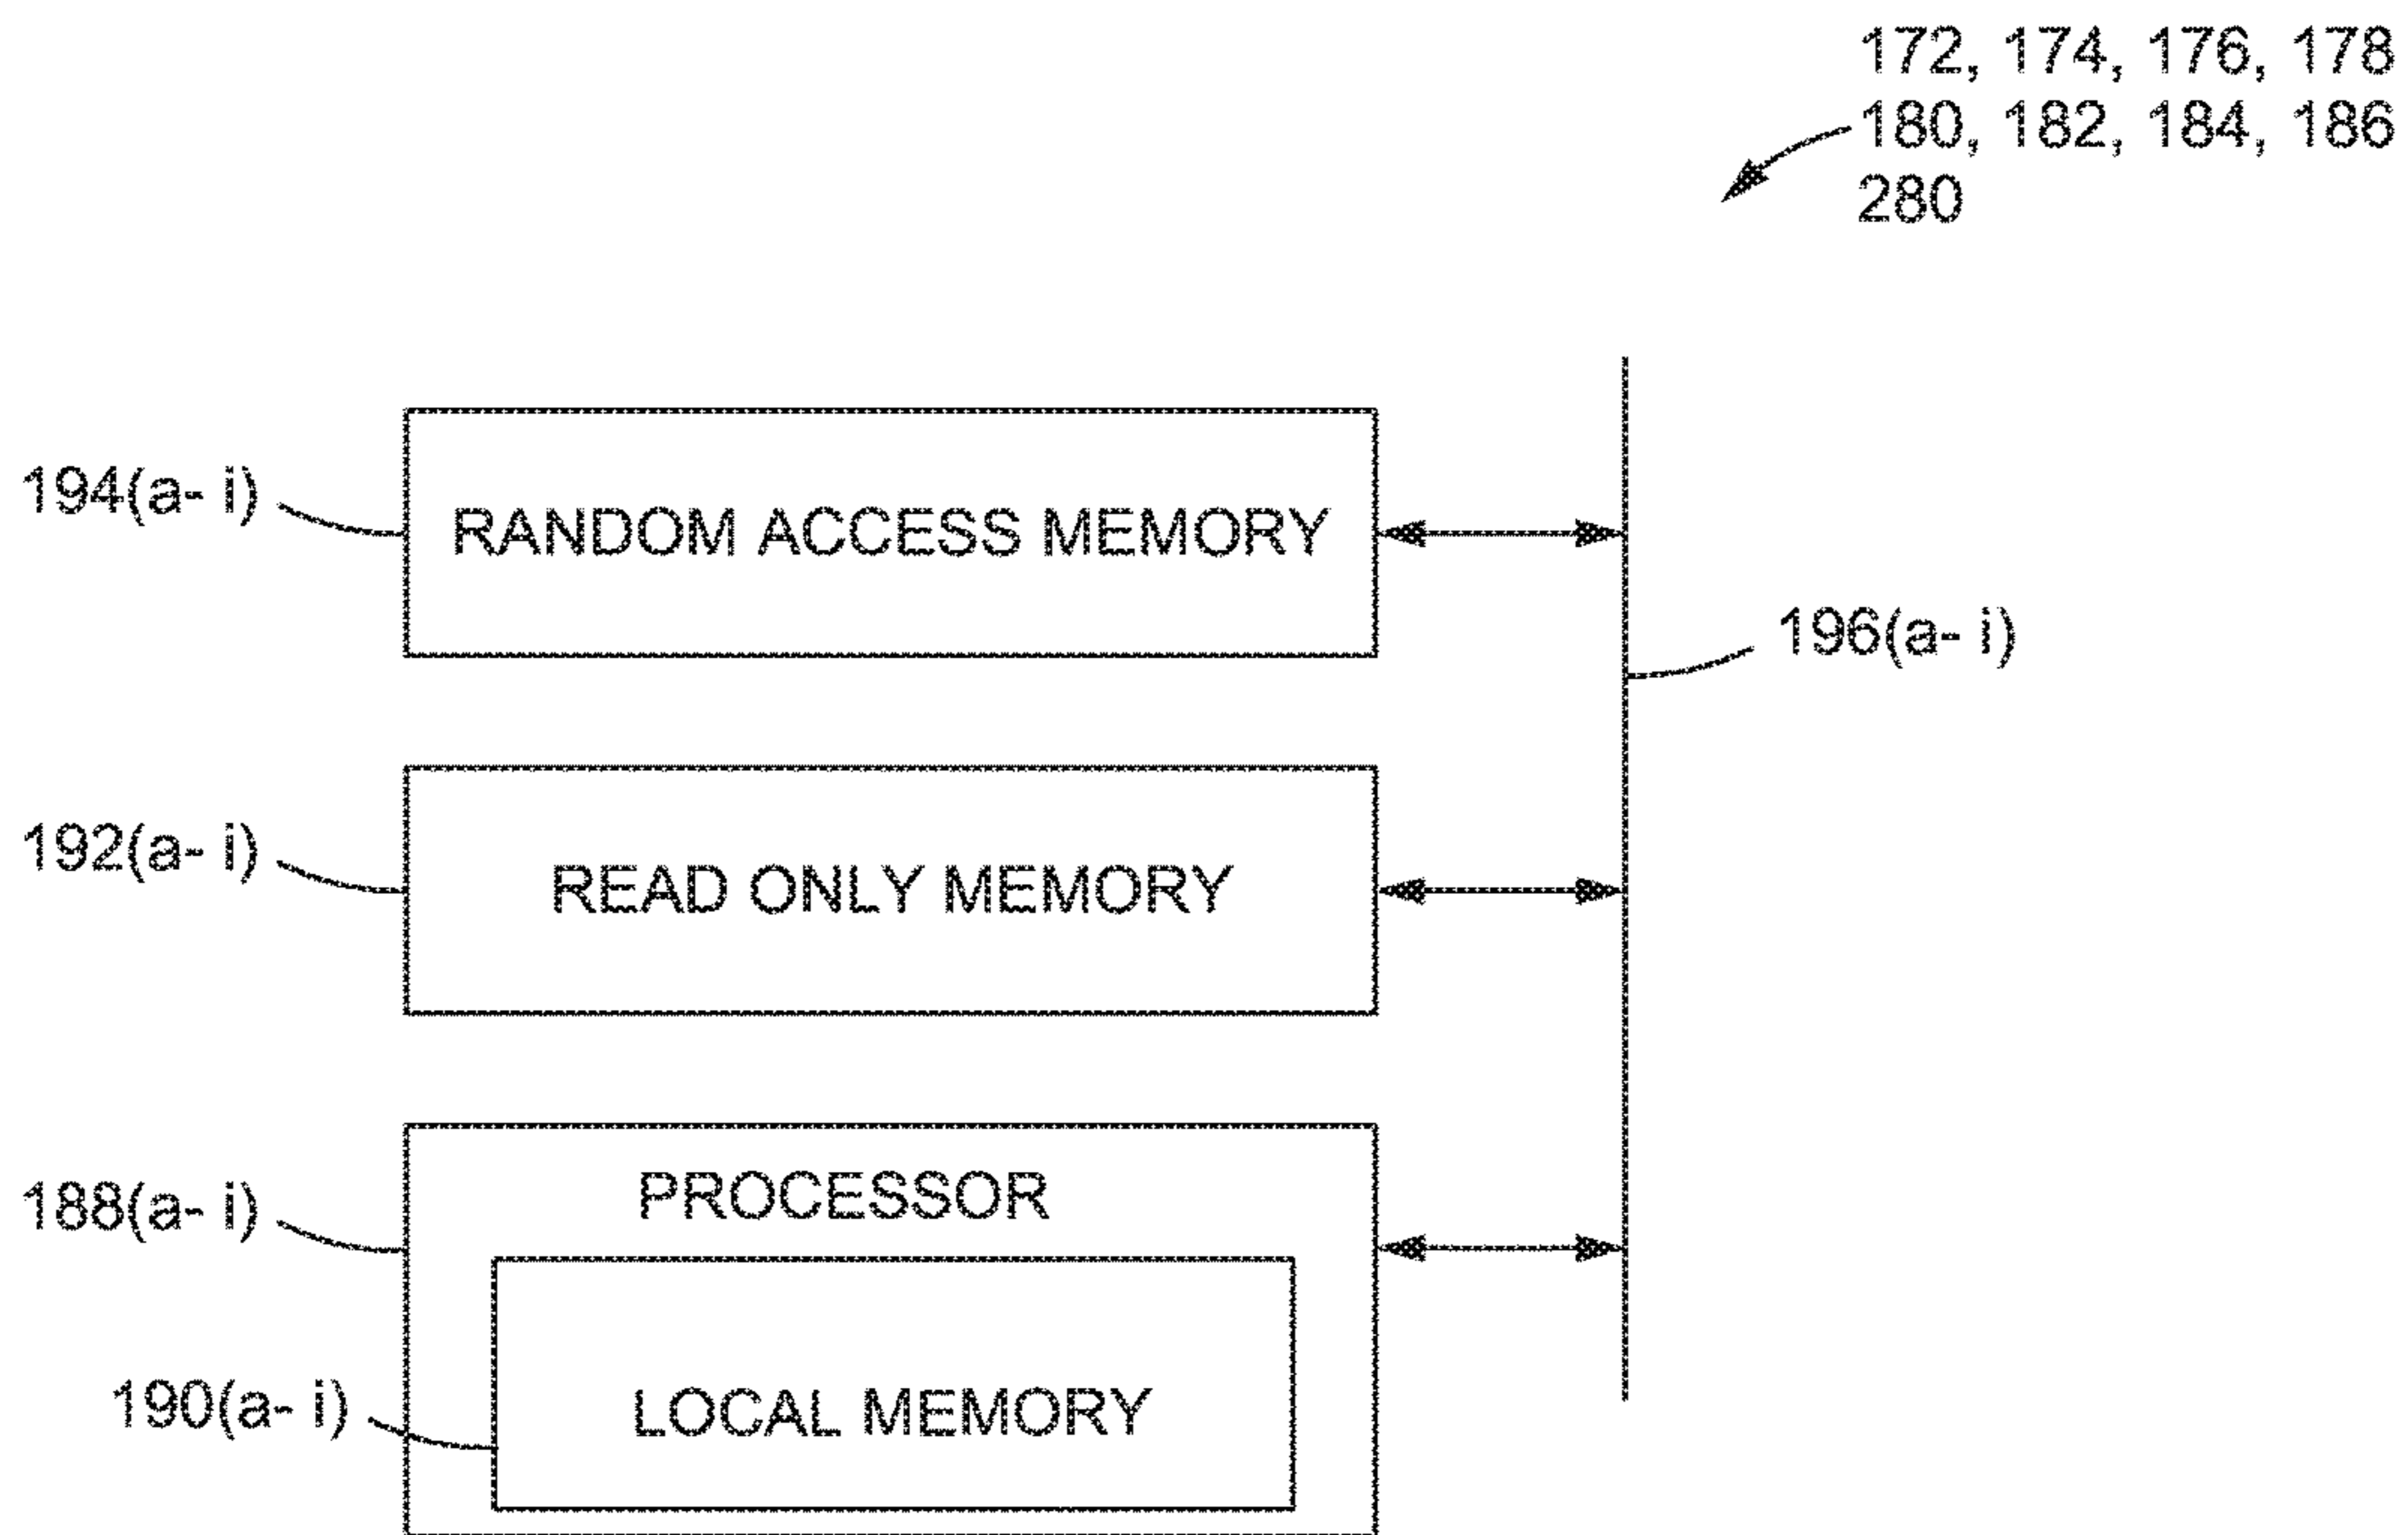 172, 174, 176, 178
180, 182, 184, 186
280
194(a- i)
RANDOM ACCESS MEMORY
196(a- i)
192(a- i)
READ ONLY MEMORY
188(a- i)
PROCESSOR
190(a- i)
LOCAL MEMORY